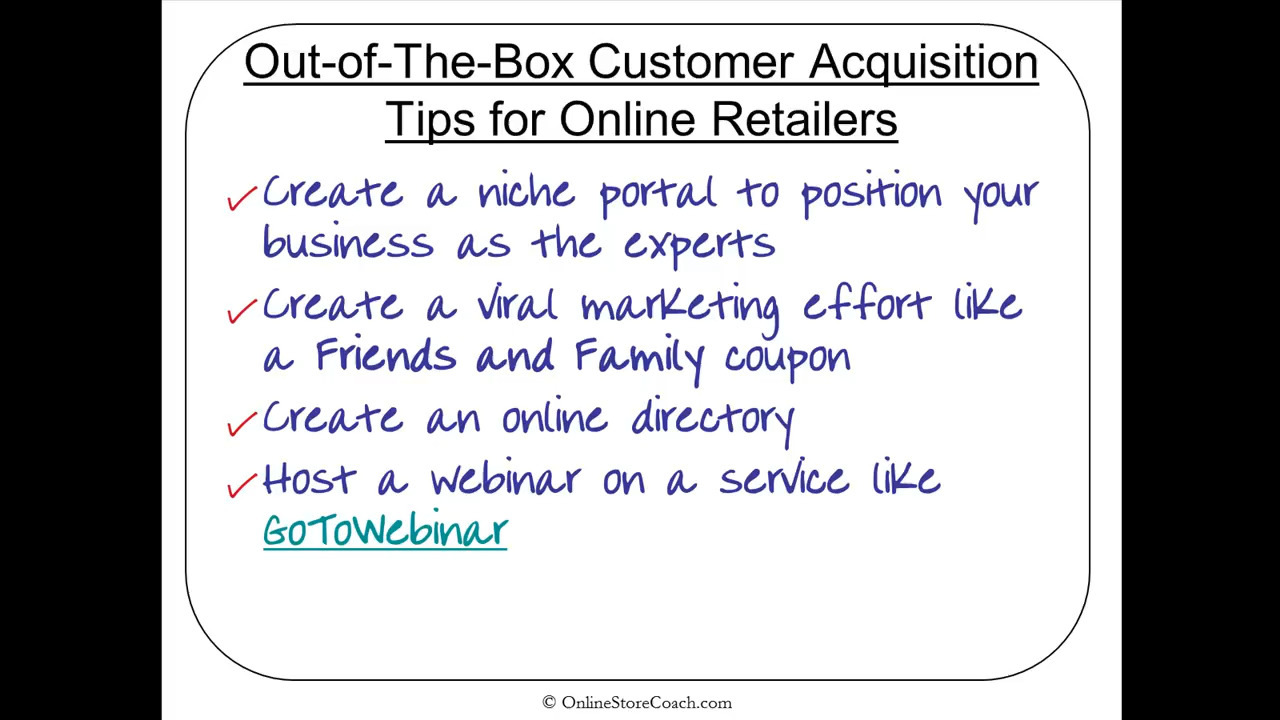 Out-of-The-Box Customer Acquisition
Tips for Online Retailers
✓Create a niche portal to position your
business as the experts
✓Create a viral marketing effort like
a Friends and Family coupon
✓Create an online directory
✓Host a webinar on a service like
GoToWebinar
© OnlineStoreCoach.com